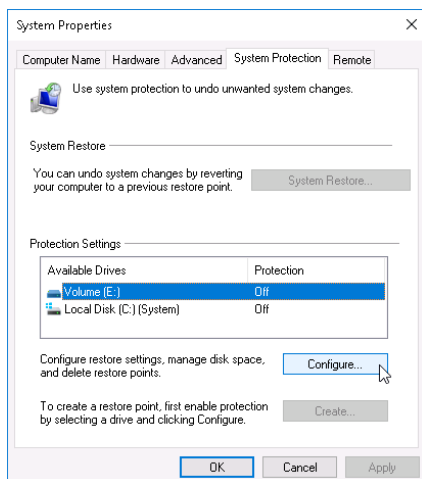 System Properties
Computer Name Hardware Advanced System Protection Remote
Use system protection to undo unwanted system changes.
System Restore
You can undo system changes by reverting
your computer to a previous restore point.
System Restore...
Protection Settings
Available Drives Protection
Volume (E:) Off
Local Disk (C:) (System) Off
Configure restore settings, manage disk space,
and delete restore points.
Configure...
To create a restore point, first enable protection
by selecting a drive and clicking Configure.
Create...
OK Cancel Apply